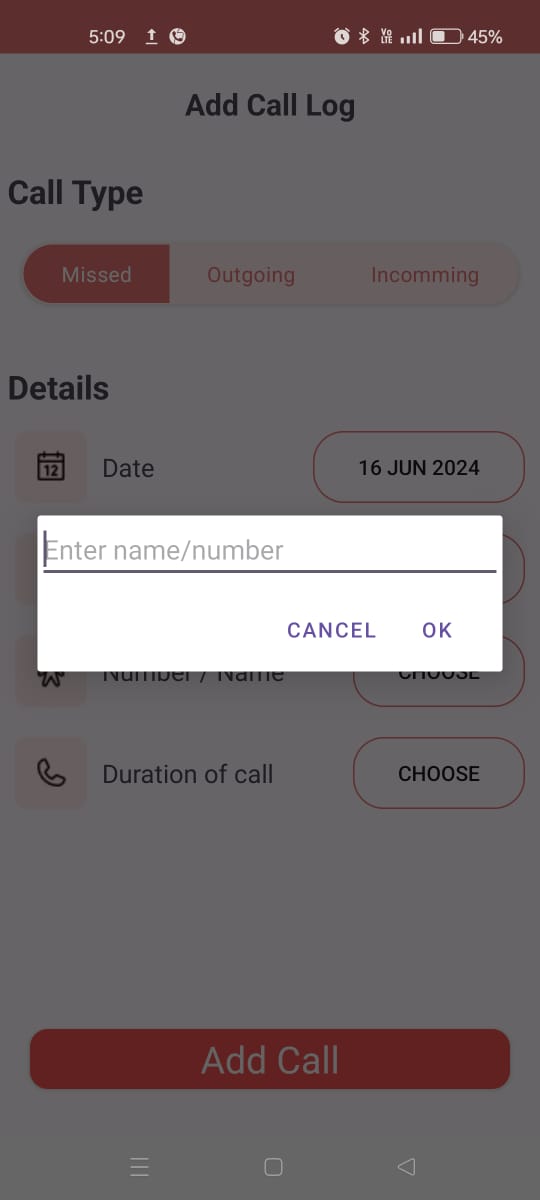 5:09 Vo LTE 45%
Add Call Log
Call Type
Missed Outgoing Incomming
Details
12 Date 16 JUN 2024
Enter name/number
CANCEL OK
Number / Name CHOOSE
Duration of call CHOOSE
Add Call